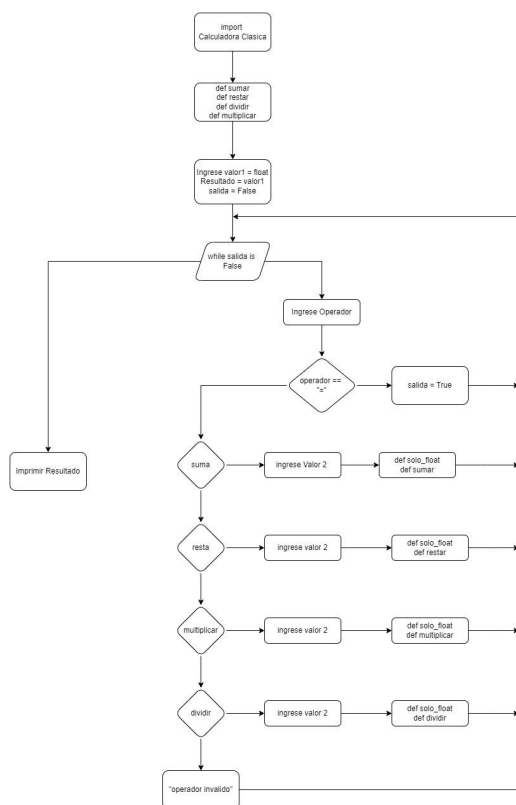 import
Calculadora Clasica
def sumar
def restar
def dividir
def multiplicar
Ingrese valor1 = float
Resultado = valor1
salida = False
while salida is
False
Ingrese Operador
operador ==
"="
salida = True
Imprimir Resultado
suma
ingrese Valor 2
def solo_float
def sumar
resta
ingrese valor 2
def solo_float
def restar
multiplicar
ingrese valor 2
def solo_float
def multiplicar
dividir
ingrese valor 2
def solo_float
def dividir
"operador invalido"